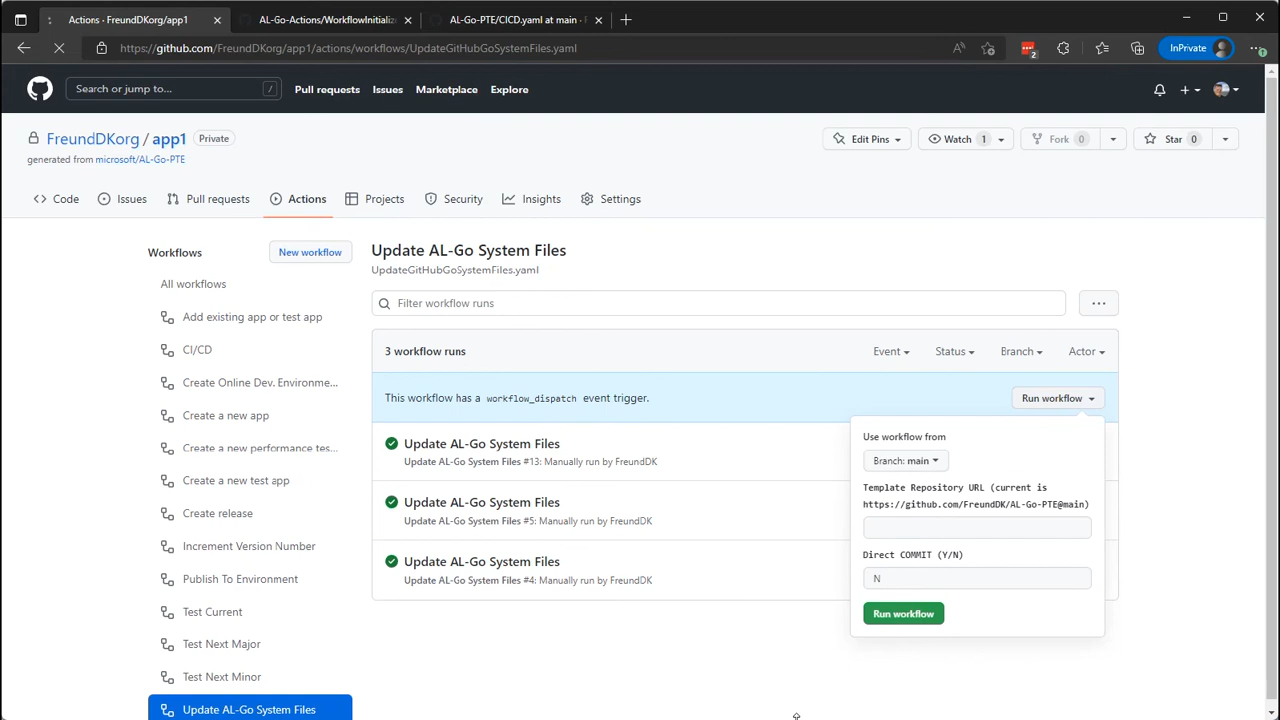 Actions · FreundDKorg/app1
AL-Go-Actions/WorkflowInitializ
AL-Go-PTE/CICD.yaml at main · F
https://github.com/FreundDKorg/app1/actions/workflows/UpdateGitHubGoSystemFiles.yaml
2
InPrivate
Search or jump to...
/
Pull requests
Issues
Marketplace
Explore
FreundDKorg / app1
Private
generated from microsoft/AL-Go-PTE
Edit Pins
Watch 1
Fork 0
Star 0
Code
Issues
Pull requests
Actions
Projects
Security
Insights
Settings
Workflows
New workflow
All workflows
Add existing app or test app
CI/CD
Create Online Dev. Environme...
Create a new app
Create a new performance tes...
Create a new test app
Create release
Increment Version Number
Publish To Environment
Test Current
Test Next Major
Test Next Minor
Update AL-Go System Files
Update AL-Go System Files
UpdateGitHubGoSystemFiles.yaml
Filter workflow runs
3 workflow runs
Event
Status
Branch
Actor
This workflow has a workflow_dispatch event trigger.
Run workflow
Update AL-Go System Files
Update AL-Go System Files #13: Manually run by FreundDK
Update AL-Go System Files
Update AL-Go System Files #5: Manually run by FreundDK
Update AL-Go System Files
Update AL-Go System Files #4: Manually run by FreundDK
Use workflow from
Branch: main
Template Repository URL (current is
https://github.com/FreundDK/AL-Go-PTE@main)
Direct COMMIT (Y/N)
N
Run workflow